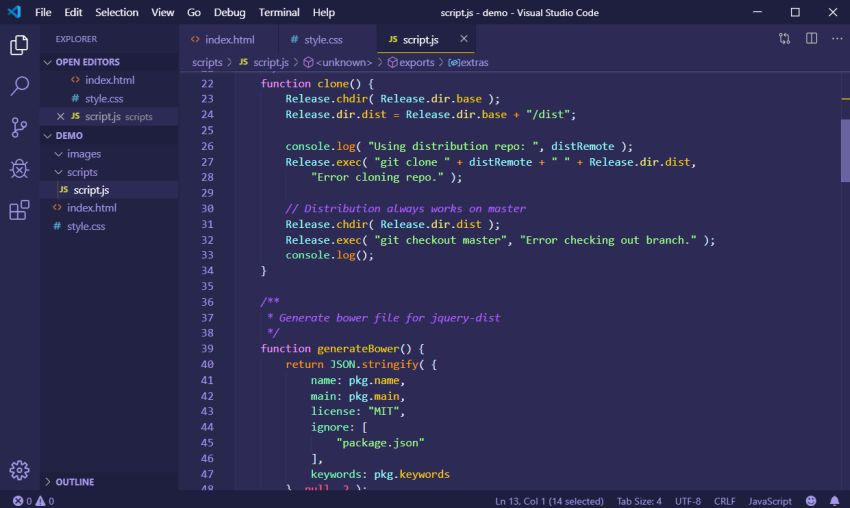 File Edit Selection View Go Debug Terminal Help script.js - demo - Visual Studio Code
EXPLORER
OPEN EDITORS
<> index.html
# style.css
JS script.js scripts
DEMO
images
scripts
JS script.js
<> index.html
# style.css
OUTLINE
<> index.html # style.css JS script.js
scripts > JS script.js > <unknown> > exports > extras
22 function clone() {
23 Release.chdir( Release.dir.base );
24 Release.dir.dist = Release.dir.base + "/dist";
25
26 console.log( "Using distribution repo: ", distRemote );
27 Release.exec( "git clone " + distRemote + " " + Release.dir.dist,
28 "Error cloning repo." );
29
30 // Distribution always works on master
31 Release.chdir( Release.dir.dist );
32 Release.exec( "git checkout master", "Error checking out branch." );
33 console.log();
34 }
35
36 /**
37 * Generate bower file for jquery-dist
38 */
39 function generateBower() {
40 return JSON.stringify( {
41 name: pkg.name,
42 main: pkg.main,
43 license: "MIT",
44 ignore: [
45 "package.json"
46 ],
47 keywords: pkg.keywords
48 }, null, 2 );
0 0 Ln 13, Col 1 (14 selected) Tab Size: 4 UTF-8 CRLF JavaScript